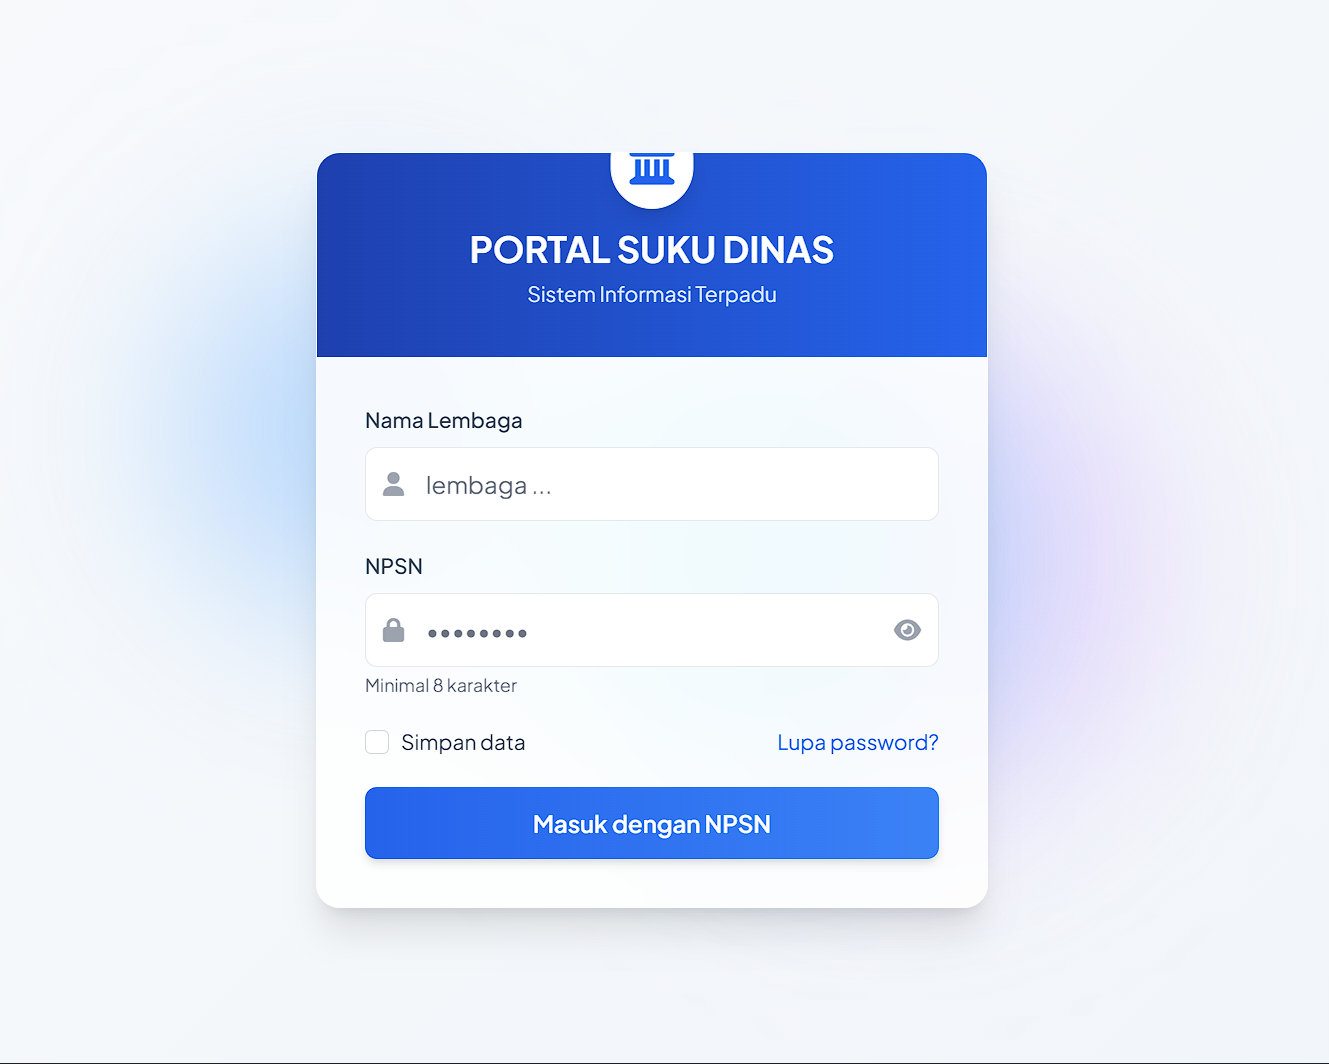 PORTAL SUKU DINAS
Sistem Informasi Terpadu
Nama Lembaga
lembaga ...
NPSN
••••••••
Minimal 8 karakter
Simpan data
Lupa password?
Masuk dengan NPSN